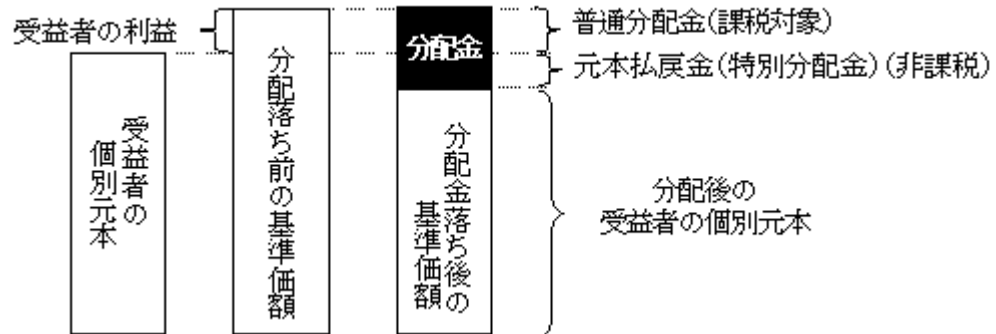 受益者の利益
受益者の
個別元本
分配落ち前の基準価額
分配金
分配金落ち後の
基準価額
普通分配金(課税対象)
元本払戻金(特別分配金)(非課税)
分配後の
受益者の個別元本